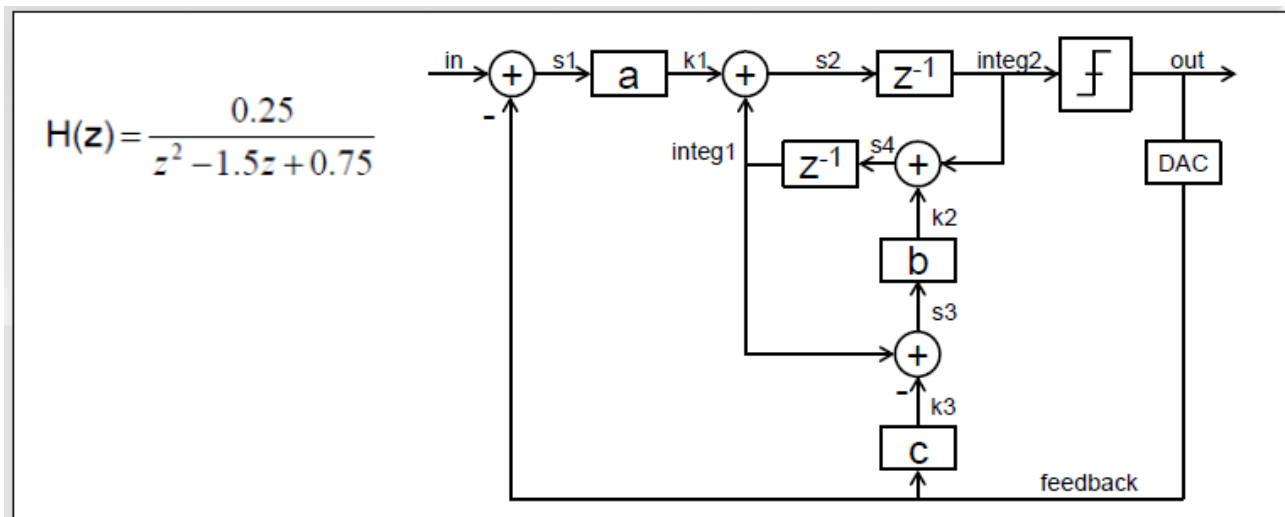 H(z) = 0.25 / (z² − 1.5z + 0.75)
in
+
-
s1
a
k1
+
s2
z⁻¹
integ2
out
integ1
z⁻¹
s4
+
DAC
k2
b
s3
+
-
k3
c
feedback